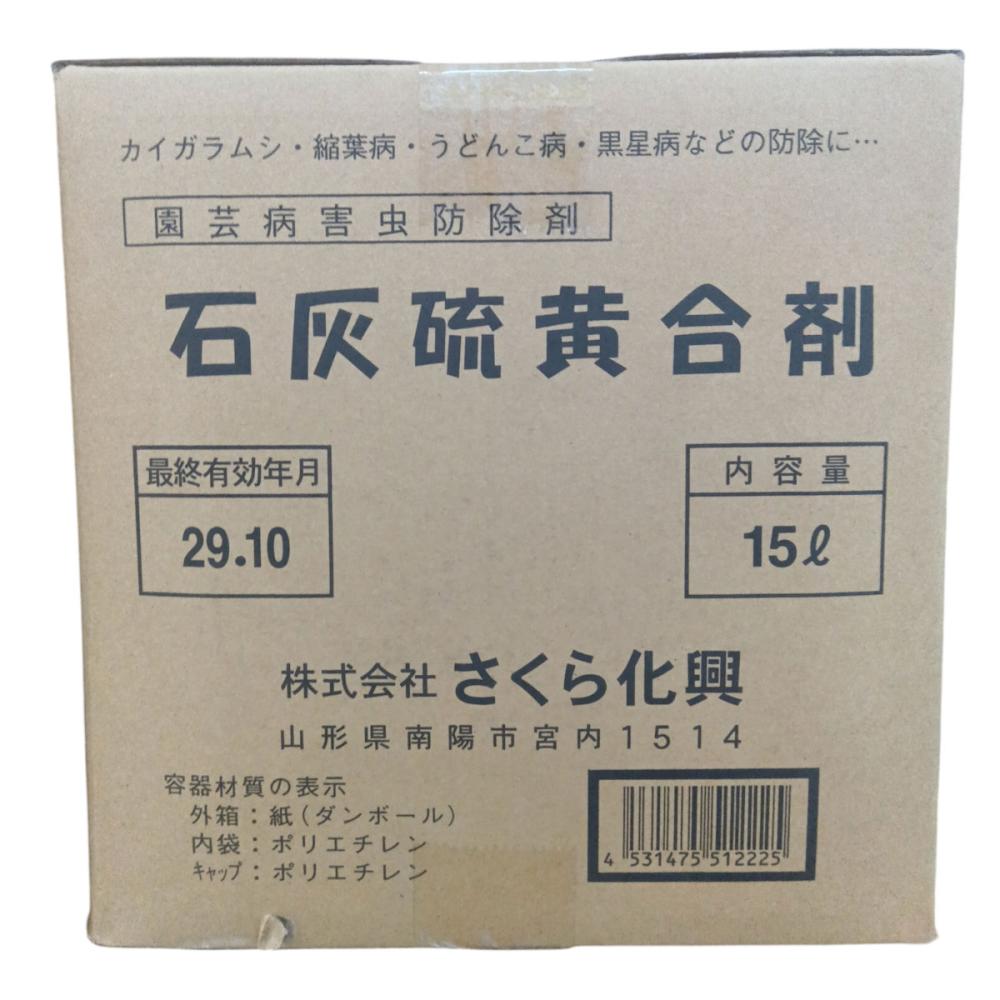 カイガラムシ・縮葉病・うどんこ病・黒星病などの防除に…
園芸病害虫防除剤
石灰硫黄合剤
最終有効年月
29.10
内容量
15ℓ
株式会社 さくら化興
山形県南陽市宮内1514
容器材質の表示
外箱：紙（ダンボール）
内袋：ポリエチレン
キャップ：ポリエチレン
4 531475 512225